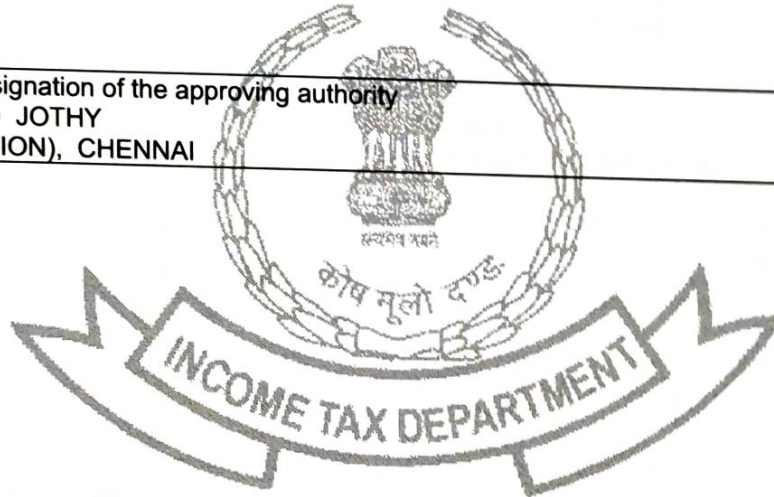 signation of the approving authority
JOTHY
ION), CHENNAI
सत्यमेव जयते
कोष मूलो दण्ड:
INCOME TAX DEPARTMENT